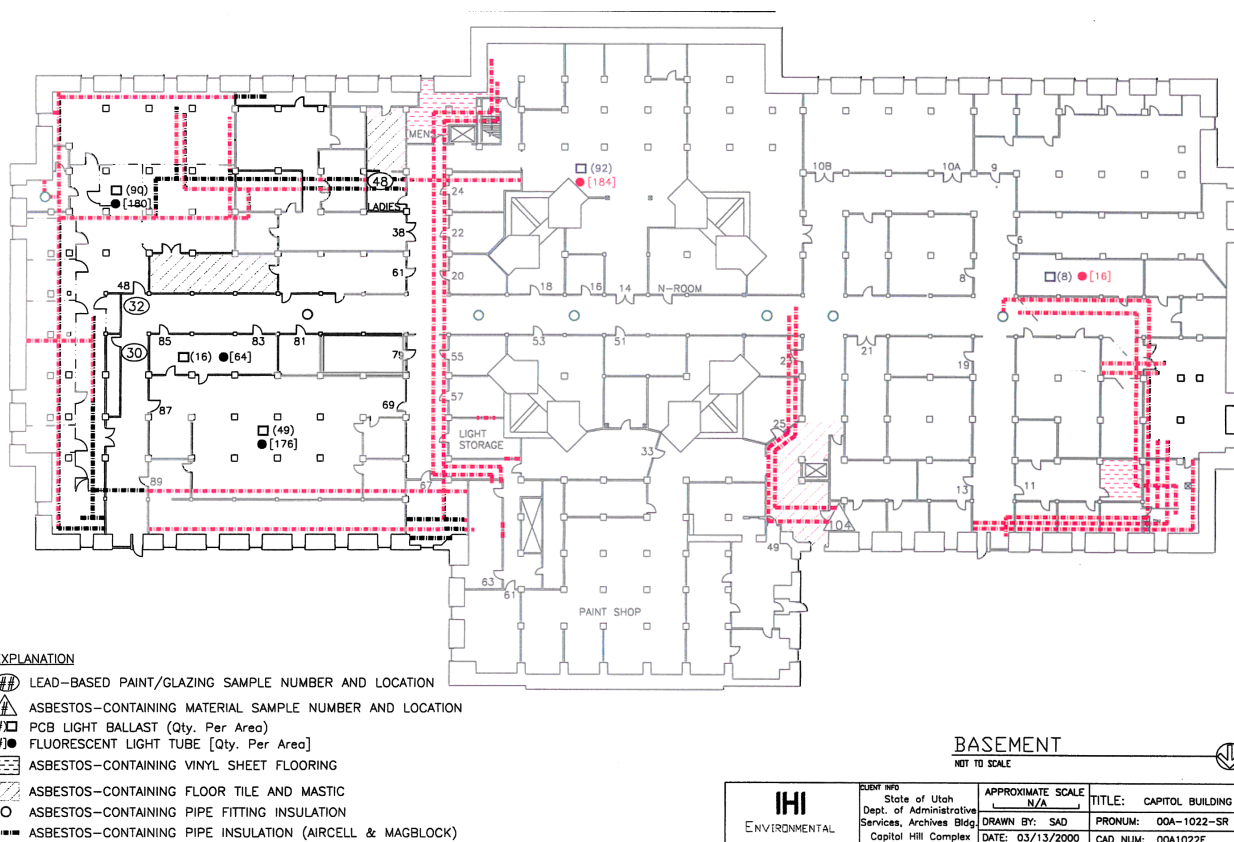 MENS
48
LADIES
(90)
[180]
(92)
[184]
10B
10A
9
24
22
20
38
61
6
8
(8) [16]
48
32
30
18
16
14
N-ROOM
85
83
81
79
(16) [64]
55
53
51
57
23
21
19
87
69
(49)
[176]
LIGHT
STORAGE
25
33
89
67
13
11
104
49
63
61
PAINT SHOP
EXPLANATION
## LEAD-BASED PAINT/GLAZING SAMPLE NUMBER AND LOCATION
# ASBESTOS-CONTAINING MATERIAL SAMPLE NUMBER AND LOCATION
PCB LIGHT BALLAST (Qty. Per Area)
FLUORESCENT LIGHT TUBE [Qty. Per Area]
ASBESTOS-CONTAINING VINYL SHEET FLOORING
ASBESTOS-CONTAINING FLOOR TILE AND MASTIC
ASBESTOS-CONTAINING PIPE FITTING INSULATION
ASBESTOS-CONTAINING PIPE INSULATION (AIRCELL & MAGBLOCK)
BASEMENT
NOT TO SCALE
IHI
ENVIRONMENTAL
CLIENT INFO
State of Utah
Dept. of Administrative
Services, Archives Bldg.
Capitol Hill Complex
APPROXIMATE SCALE
N/A
DRAWN BY: SAD
DATE: 03/13/2000
TITLE: CAPITOL BUILDING
PRONUM: 00A-1022-SR
CAD NUM: 00A1022F